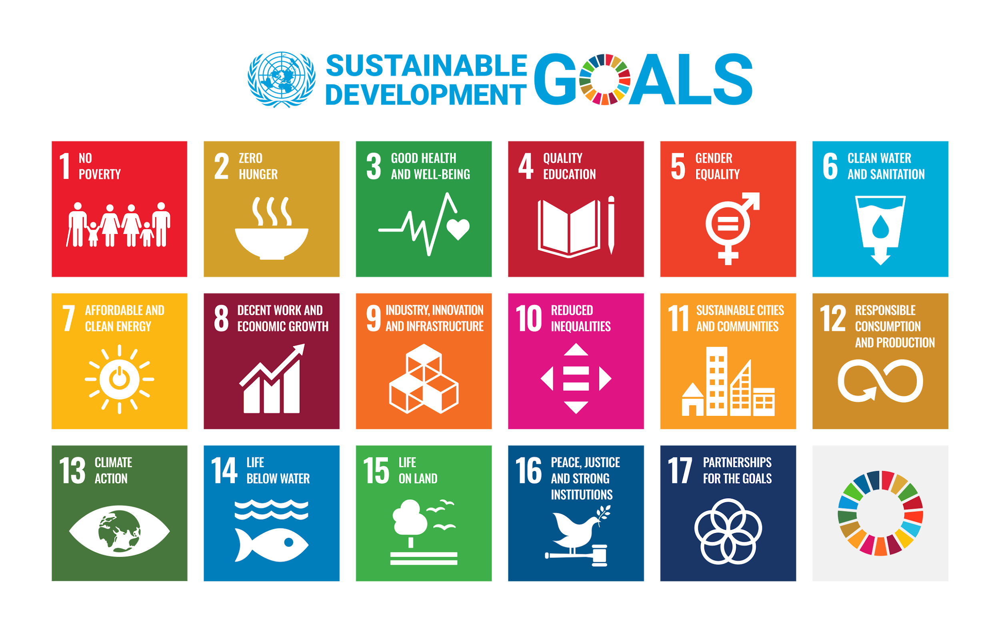 SUSTAINABLE
DEVELOPMENT
GOALS
1 NO
POVERTY
2 ZERO
HUNGER
3 GOOD HEALTH
AND WELL-BEING
4 QUALITY
EDUCATION
5 GENDER
EQUALITY
6 CLEAN WATER
AND SANITATION
7 AFFORDABLE AND
CLEAN ENERGY
8 DECENT WORK AND
ECONOMIC GROWTH
9 INDUSTRY, INNOVATION
AND INFRASTRUCTURE
10 REDUCED
INEQUALITIES
11 SUSTAINABLE CITIES
AND COMMUNITIES
12 RESPONSIBLE
CONSUMPTION
AND PRODUCTION
13 CLIMATE
ACTION
14 LIFE
BELOW WATER
15 LIFE
ON LAND
16 PEACE, JUSTICE
AND STRONG
INSTITUTIONS
17 PARTNERSHIPS
FOR THE GOALS